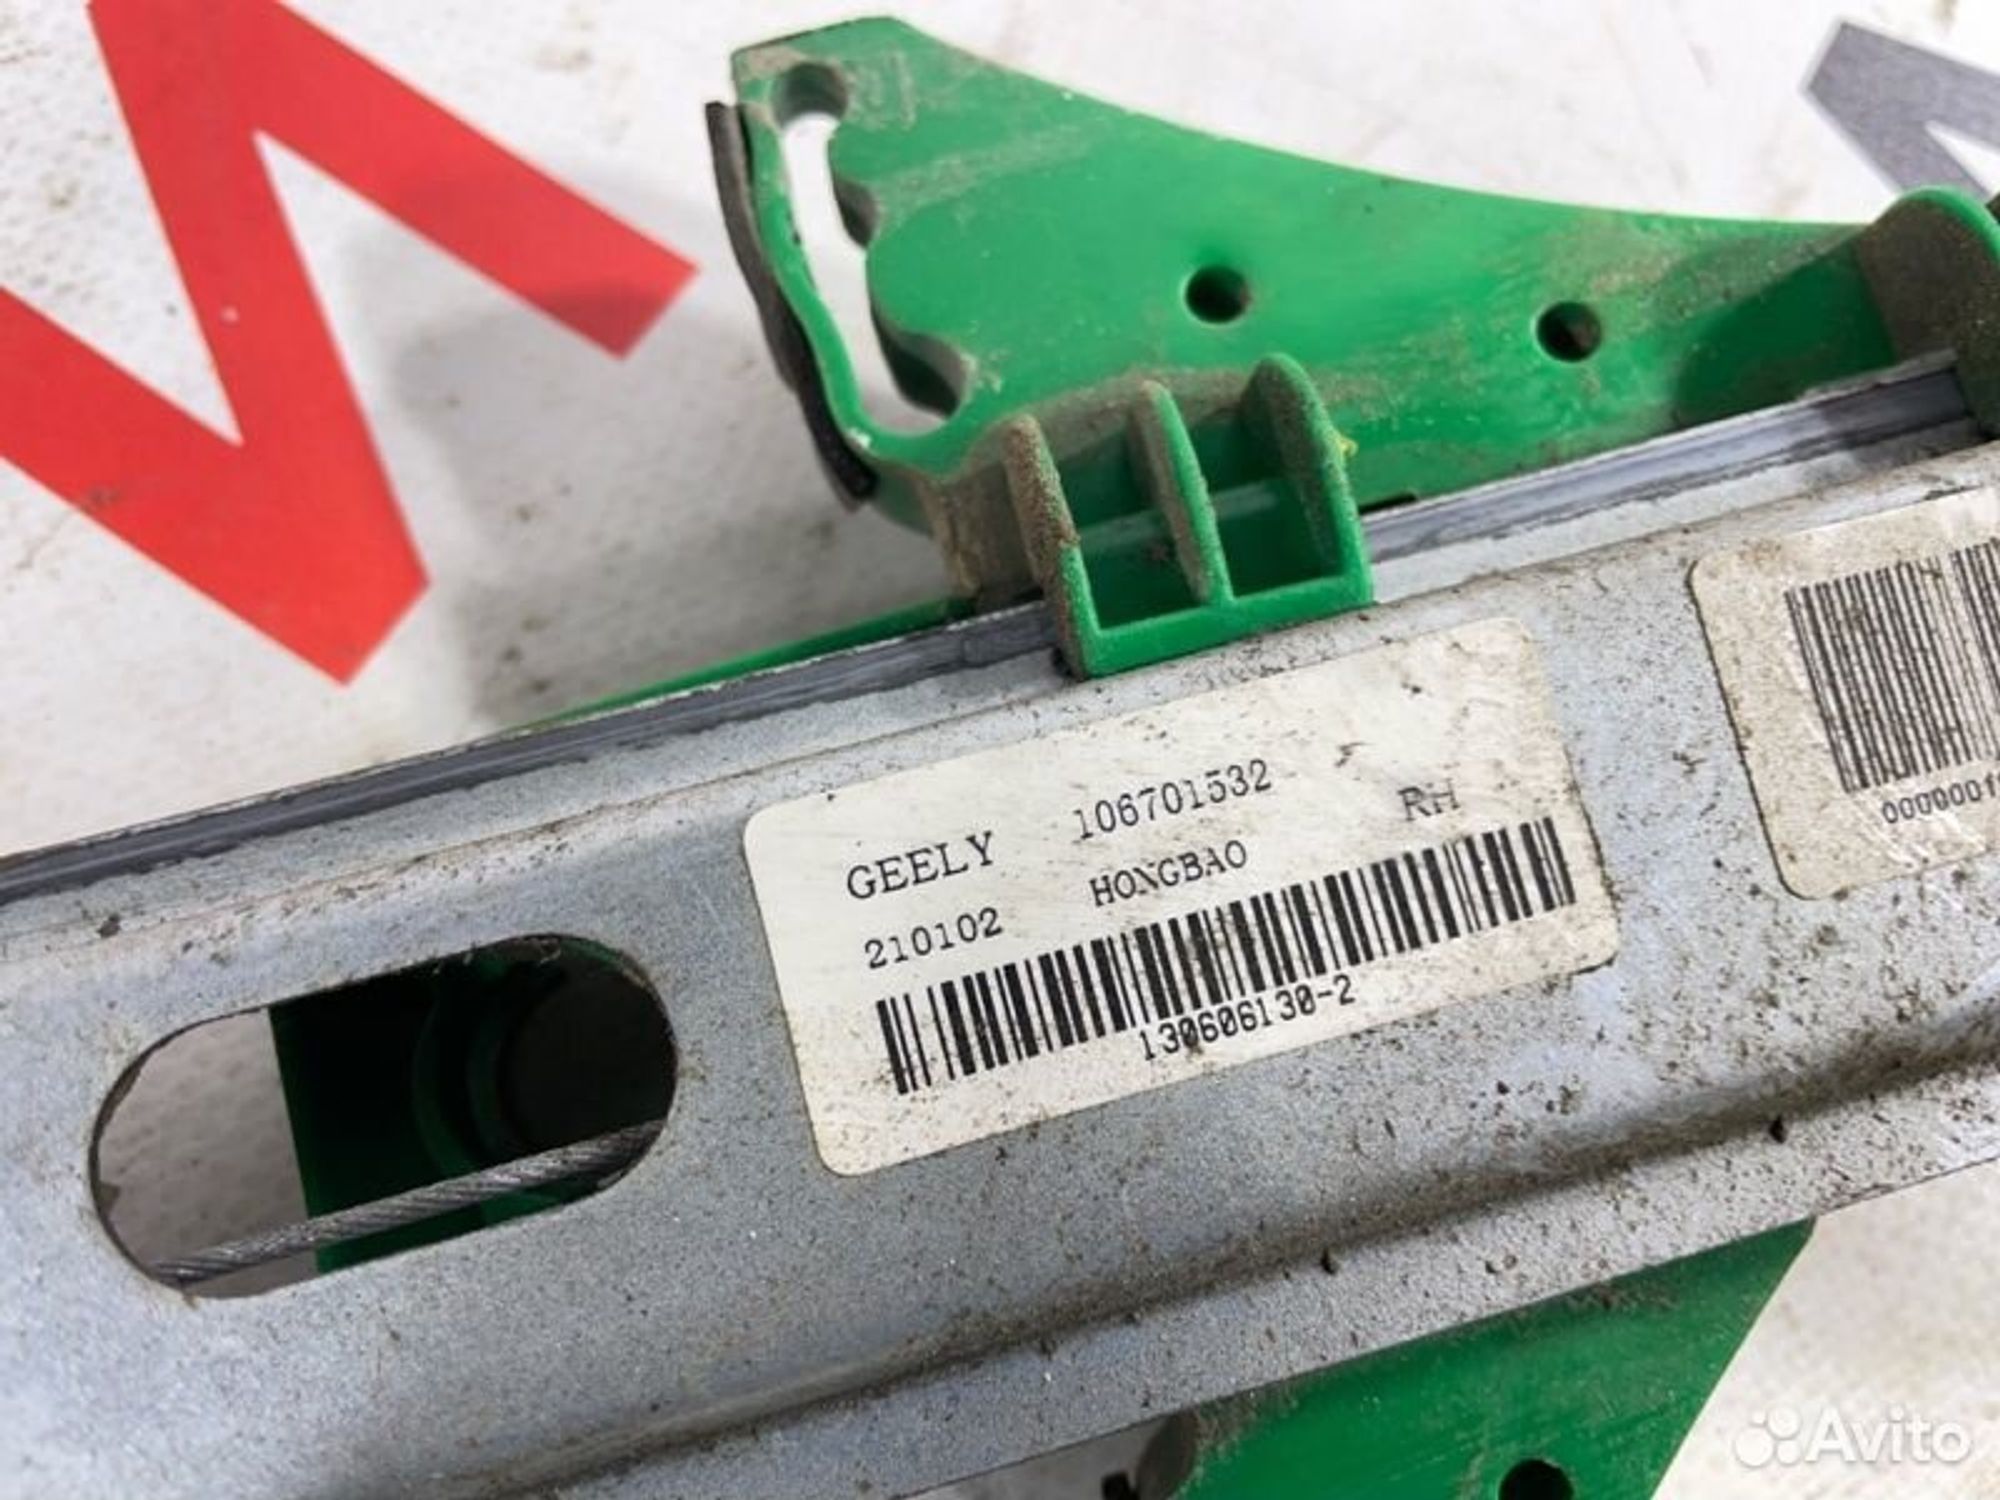 GEELY 106701532
210102 HONGBAO RH
130606130-2
Avito